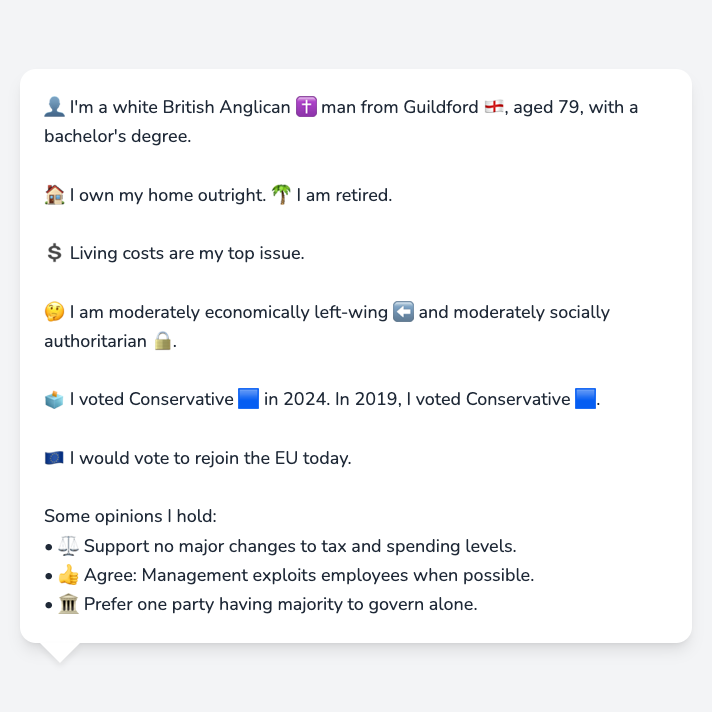 👤 I'm a white British Anglican ✝️ man from Guildford 🏴󠁧󠁢󠁥󠁮󠁧󠁿, aged 79, with a
bachelor's degree.
🏠 I own my home outright. 🌴 I am retired.
💲 Living costs are my top issue.
🤔 I am moderately economically left-wing ⬅️ and moderately socially
authoritarian 🔒.
🗳️ I voted Conservative 🟦 in 2024. In 2019, I voted Conservative 🟦.
🇪🇺 I would vote to rejoin the EU today.
Some opinions I hold:
• ⚖️ Support no major changes to tax and spending levels.
• 👍 Agree: Management exploits employees when possible.
• 🏛️ Prefer one party having majority to govern alone.